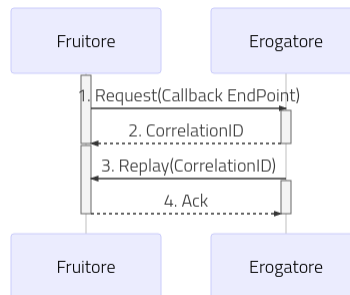 Fruitore Erogatore
1. Request(Callback EndPoint)
2. CorrelationID
3. Replay(CorrelationID)
4. Ack
Fruitore Erogatore